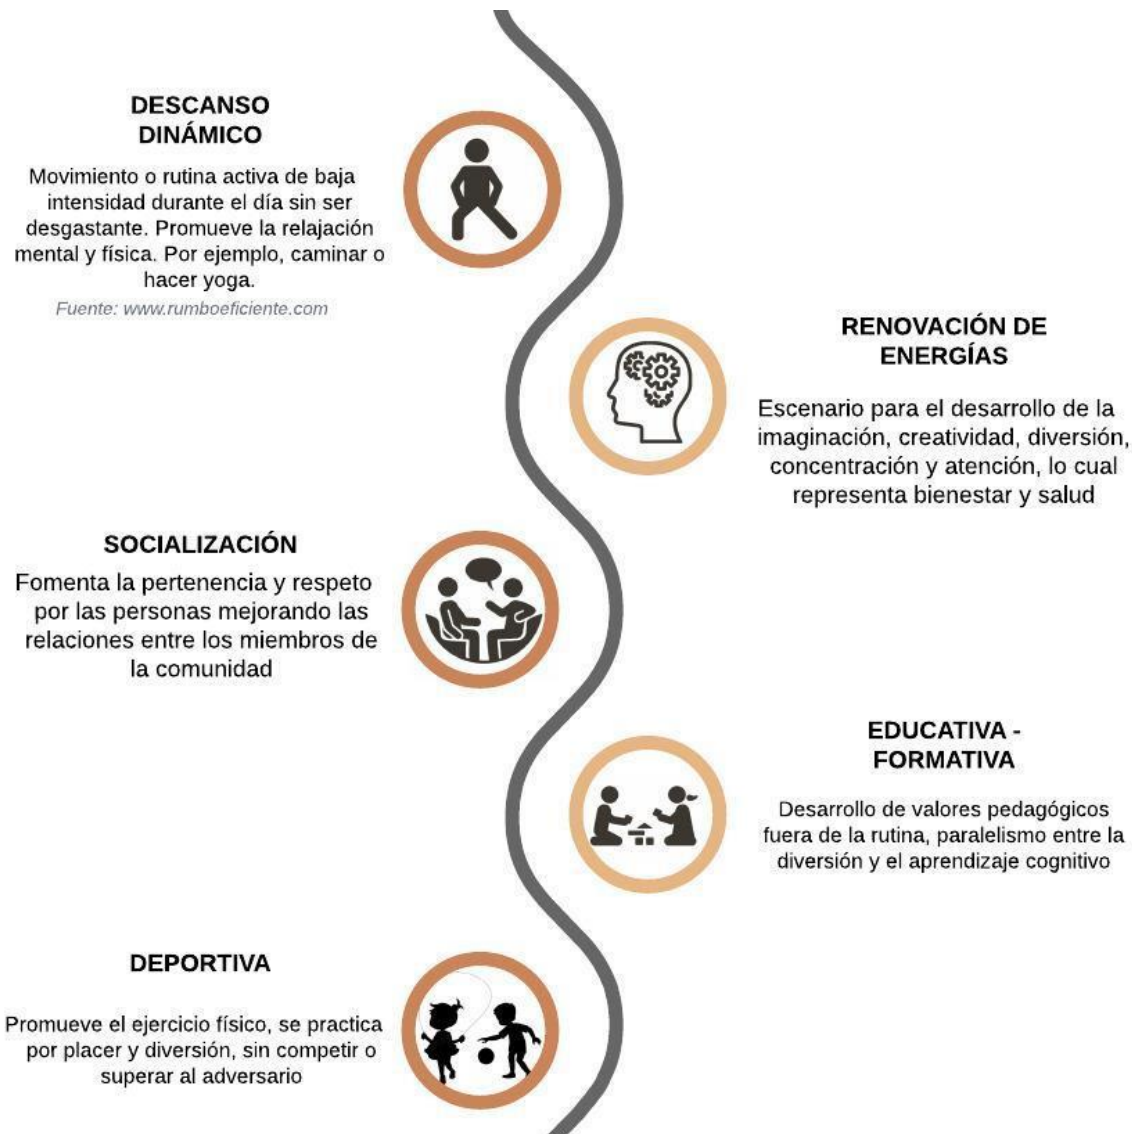 DESCANSO
DINÁMICO
Movimiento o rutina activa de baja
intensidad durante el día sin ser
desgastante. Promueve la relajación
mental y física. Por ejemplo, caminar o
hacer yoga.
Fuente: www.rumboeficiente.com
RENOVACIÓN DE
ENERGÍAS
Escenario para el desarrollo de la
imaginación, creatividad, diversión,
concentración y atención, lo cual
representa bienestar y salud
SOCIALIZACIÓN
Fomenta la pertenencia y respeto
por las personas mejorando las
relaciones entre los miembros de
la comunidad
EDUCATIVA -
FORMATIVA
Desarrollo de valores pedagógicos
fuera de la rutina, paralelismo entre la
diversión y el aprendizaje cognitivo
DEPORTIVA
Promueve el ejercicio físico, se practica
por placer y diversión, sin competir o
superar al adversario